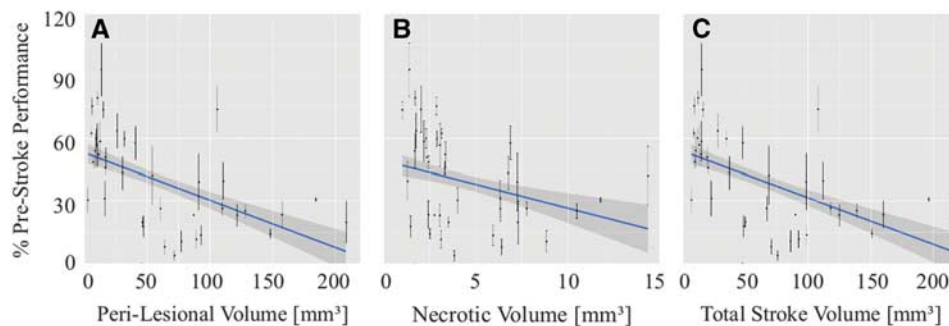 A B C
% Pre-Stroke Performance
120
90
60
30
0
0 50 100 150 200
0 5 10 15
0 50 100 150 200
Peri-Lesional Volume [mm³] Necrotic Volume [mm³] Total Stroke Volume [mm³]